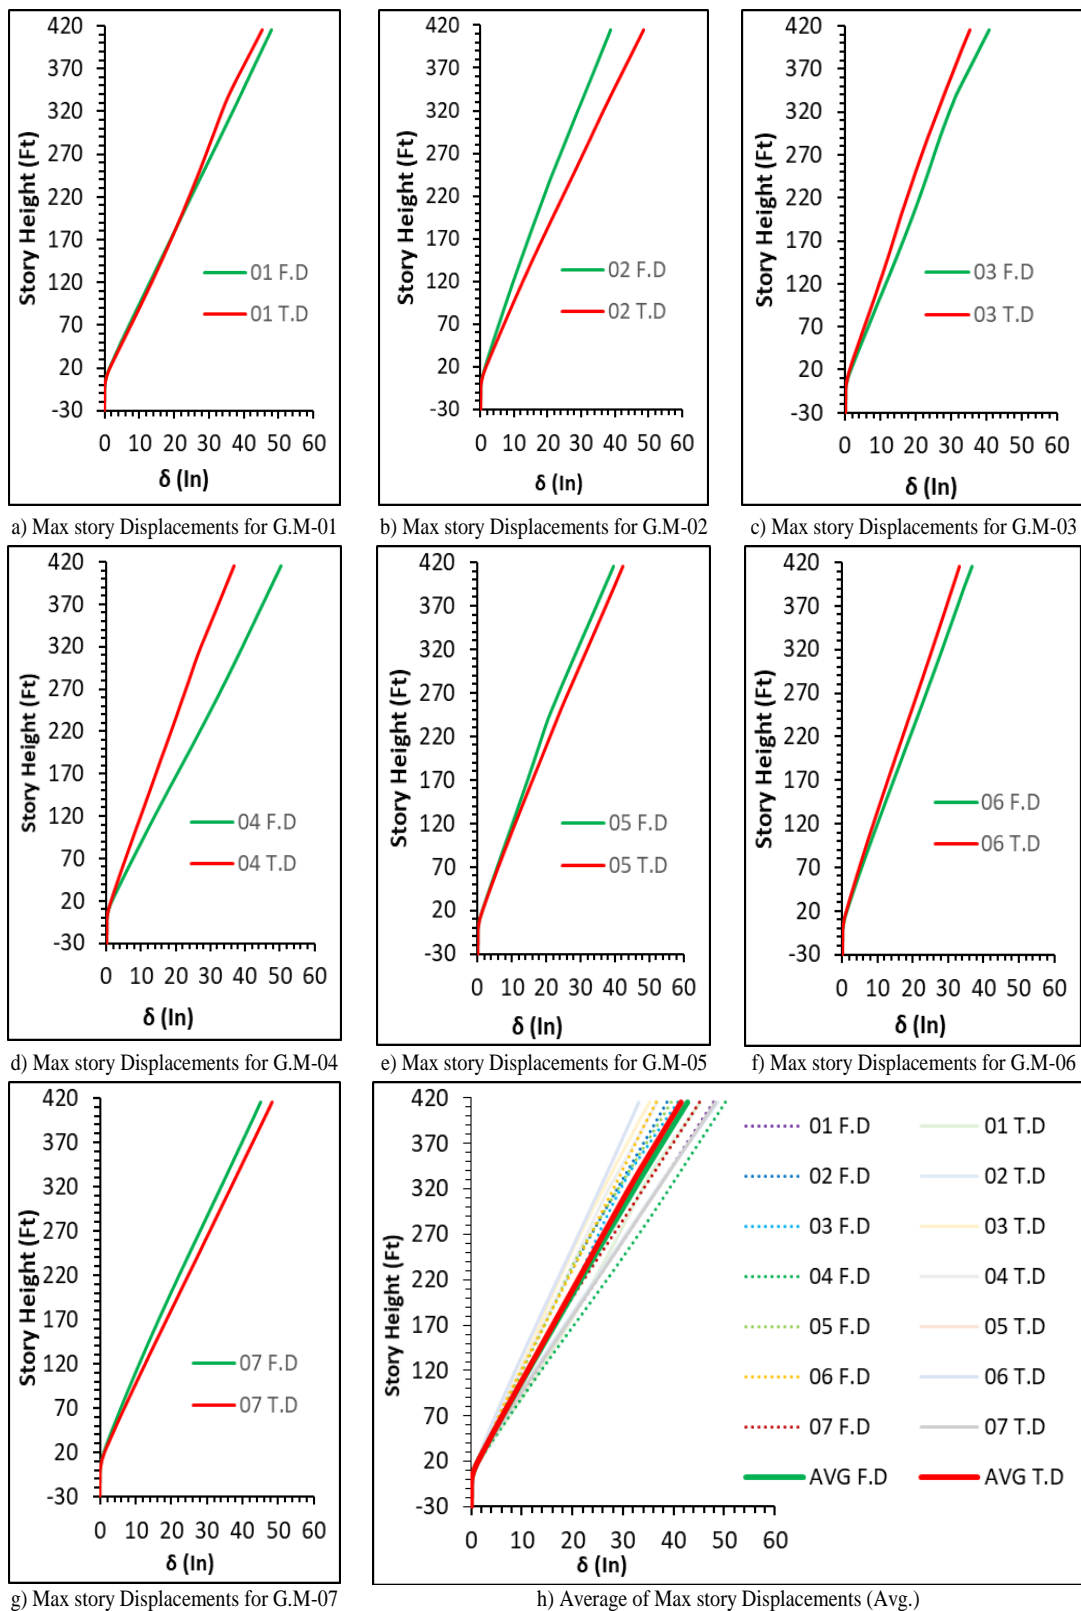 420
370
320
270
220
170
120
70
20
-30
Story Height (Ft)
01 F.D
01 T.D
0 10 20 30 40 50 60
δ (In)
a) Max story Displacements for G.M-01
420
370
320
270
220
170
120
70
20
-30
Story Height (Ft)
02 F.D
02 T.D
0 10 20 30 40 50 60
δ (In)
b) Max story Displacements for G.M-02
420
370
320
270
220
170
120
70
20
-30
Story Height (Ft)
03 F.D
03 T.D
0 10 20 30 40 50 60
δ (In)
c) Max story Displacements for G.M-03
420
370
320
270
220
170
120
70
20
-30
Story Height (Ft)
04 F.D
04 T.D
0 10 20 30 40 50 60
δ (In)
d) Max story Displacements for G.M-04
420
370
320
270
220
170
120
70
20
-30
Story Height (Ft)
05 F.D
05 T.D
0 10 20 30 40 50 60
δ (In)
e) Max story Displacements for G.M-05
420
370
320
270
220
170
120
70
20
-30
Story Height (Ft)
06 F.D
06 T.D
0 10 20 30 40 50 60
δ (In)
f) Max story Displacements for G.M-06
420
370
320
270
220
170
120
70
20
-30
Story Height (Ft)
07 F.D
07 T.D
0 10 20 30 40 50 60
δ (In)
g) Max story Displacements for G.M-07
420
370
320
270
220
170
120
70
20
-30
Story Height (Ft)
01 F.D 01 T.D
02 F.D 02 T.D
03 F.D 03 T.D
04 F.D 04 T.D
05 F.D 05 T.D
06 F.D 06 T.D
07 F.D 07 T.D
AVG F.D AVG T.D
0 10 20 30 40 50 60
δ (In)
h) Average of Max story Displacements (Avg.)